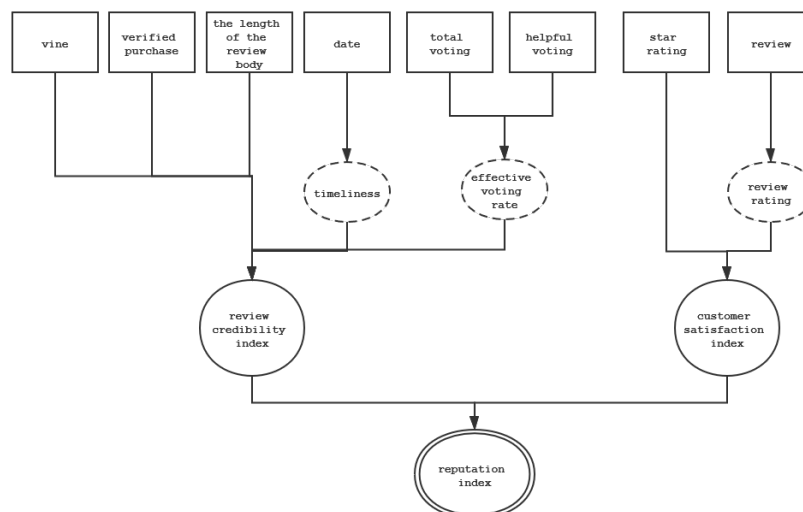 vine
verified
purchase
the length
of the
review
body
date
total
voting
helpful
voting
star
rating
review
timeliness
effective
voting
rate
review
rating
review
credibility
index
customer
satisfaction
index
reputation
index